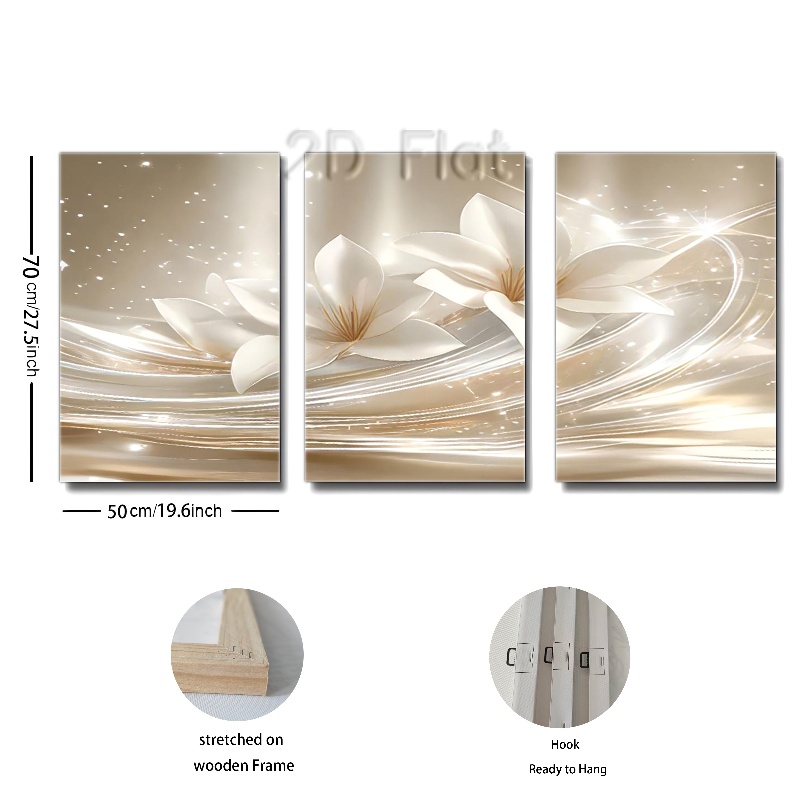 2D Flat
70 cm/27.5inch
50cm/19.6inch
stretched on
wooden Frame
Hook
Ready to Hang